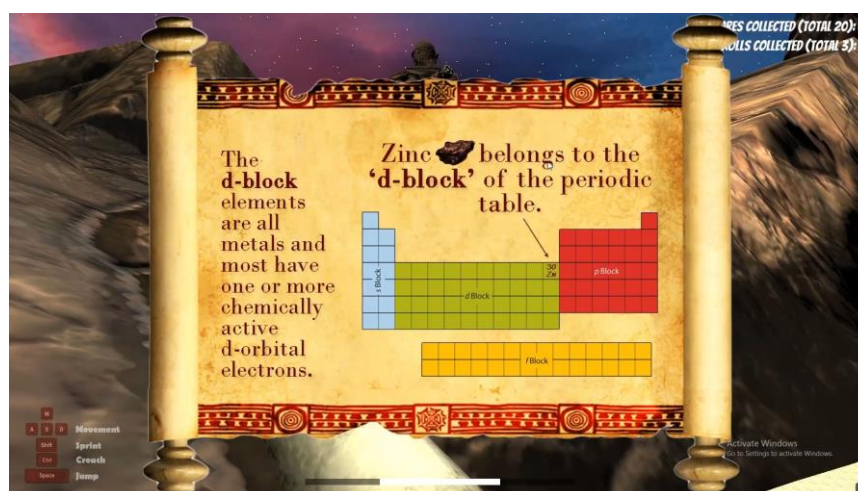 RES COLLECTED (TOTAL 20):
ROLLS COLLECTED (TOTAL 3):
The
d-block
elements
are all
metals and
most have
one or more
chemically
active
d-orbital
electrons.
Zinc belongs to the
‘d-block’ of the periodic
table.
30
Zn
s Block
d Block
p Block
f Block
W
A S D Movement
Shift Sprint
Ctrl Crouch
Space Jump
Activate Windows
Go to Settings to activate Windows.